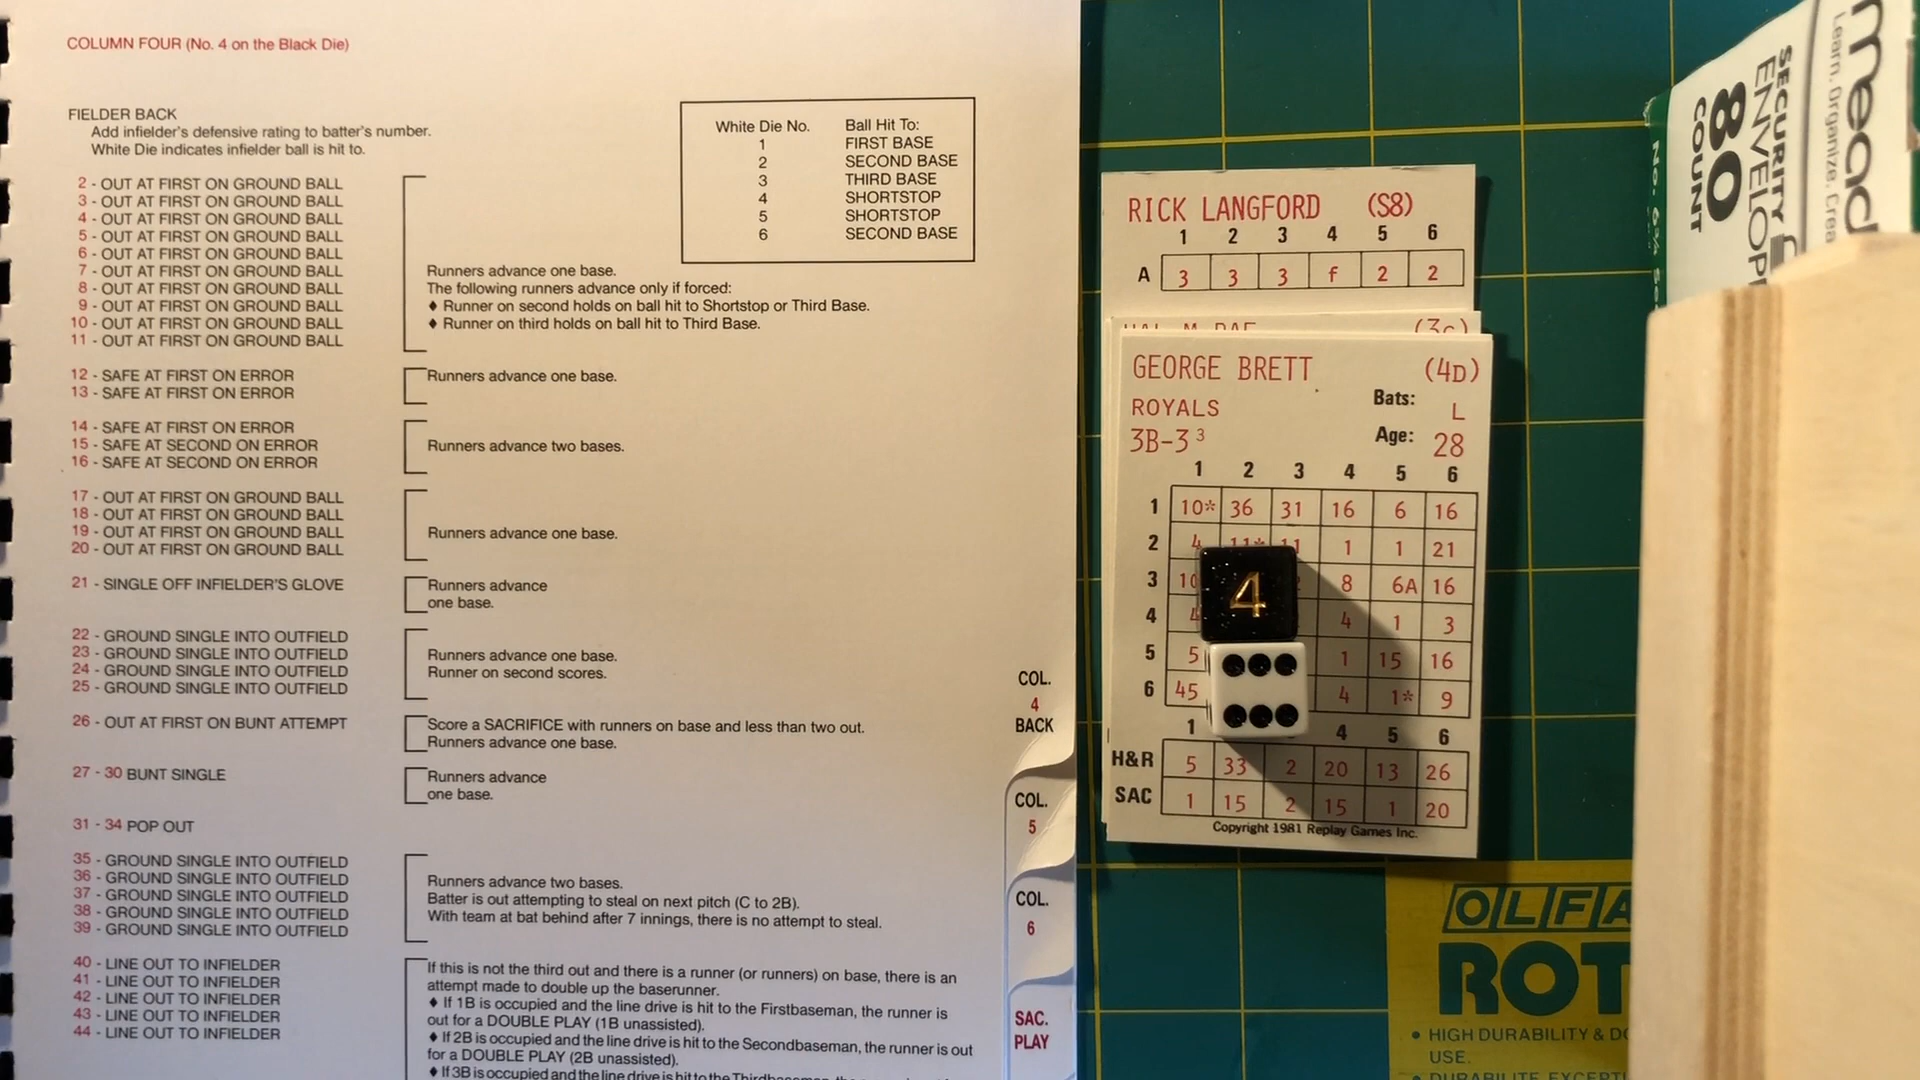 COLUMN FOUR (No. 4 on the Black Die)
FIELDER BACK
Add infielder's defensive rating to batter's number.
White Die indicates infielder ball is hit to.
White Die No. Ball Hit To:
1 FIRST BASE
2 SECOND BASE
3 THIRD BASE
4 SHORTSTOP
5 SHORTSTOP
6 SECOND BASE
2 - OUT AT FIRST ON GROUND BALL
3 - OUT AT FIRST ON GROUND BALL
4 - OUT AT FIRST ON GROUND BALL
5 - OUT AT FIRST ON GROUND BALL
6 - OUT AT FIRST ON GROUND BALL
7 - OUT AT FIRST ON GROUND BALL
8 - OUT AT FIRST ON GROUND BALL
9 - OUT AT FIRST ON GROUND BALL
10 - OUT AT FIRST ON GROUND BALL
11 - OUT AT FIRST ON GROUND BALL
Runners advance one base.
The following runners advance only if forced:
♦ Runner on second holds on ball hit to Shortstop or Third Base.
♦ Runner on third holds on ball hit to Third Base.
12 - SAFE AT FIRST ON ERROR
13 - SAFE AT FIRST ON ERROR
Runners advance one base.
14 - SAFE AT FIRST ON ERROR
15 - SAFE AT SECOND ON ERROR
16 - SAFE AT SECOND ON ERROR
Runners advance two bases.
17 - OUT AT FIRST ON GROUND BALL
18 - OUT AT FIRST ON GROUND BALL
19 - OUT AT FIRST ON GROUND BALL
20 - OUT AT FIRST ON GROUND BALL
Runners advance one base.
21 - SINGLE OFF INFIELDER'S GLOVE
Runners advance
one base.
22 - GROUND SINGLE INTO OUTFIELD
23 - GROUND SINGLE INTO OUTFIELD
24 - GROUND SINGLE INTO OUTFIELD
25 - GROUND SINGLE INTO OUTFIELD
Runners advance one base.
Runner on second scores.
26 - OUT AT FIRST ON BUNT ATTEMPT
Score a SACRIFICE with runners on base and less than two out.
Runners advance one base.
27 - 30 BUNT SINGLE
Runners advance
one base.
31 - 34 POP OUT
35 - GROUND SINGLE INTO OUTFIELD
36 - GROUND SINGLE INTO OUTFIELD
37 - GROUND SINGLE INTO OUTFIELD
38 - GROUND SINGLE INTO OUTFIELD
39 - GROUND SINGLE INTO OUTFIELD
Runners advance two bases.
Batter is out attempting to steal on next pitch (C to 2B).
With team at bat behind after 7 innings, there is no attempt to steal.
40 - LINE OUT TO INFIELDER
41 - LINE OUT TO INFIELDER
42 - LINE OUT TO INFIELDER
43 - LINE OUT TO INFIELDER
44 - LINE OUT TO INFIELDER
If this is not the third out and there is a runner (or runners) on base, there is an
attempt made to double up the baserunner.
♦ If 1B is occupied and the line drive is hit to the Firstbaseman, the runner is
out for a DOUBLE PLAY (1B unassisted).
♦ If 2B is occupied and the line drive is hit to the Secondbaseman, the runner is out
for a DOUBLE PLAY (2B unassisted).
♦ If 3B is occupied and the line drive is hit to the
COL.
4
BACK
COL.
5
COL.
6
SAC.
PLAY
RICK LANGFORD (S8)
1 2 3 4 5 6
A 3 3 3 f 2 2
GEORGE BRETT (4D)
ROYALS Bats: L
3B-3 3 Age: 28
1 2 3 4 5 6
1 10* 36 31 16 6 16
2 4 11* 11 1 1 21
3 8 6A 16
4 4 1 3
5 5 1 15 16
6 45 4 1* 9
1 4 5 6
H&R 5 33 2 20 13 26
SAC 1 15 2 15 1 20
Copyright 1981 Replay Games Inc.
4
mead
Learn. Organize.
SECURITY
ENVELOP
80
COUNT
OLFA
ROT
• HIGH DURABILITY &
USE.